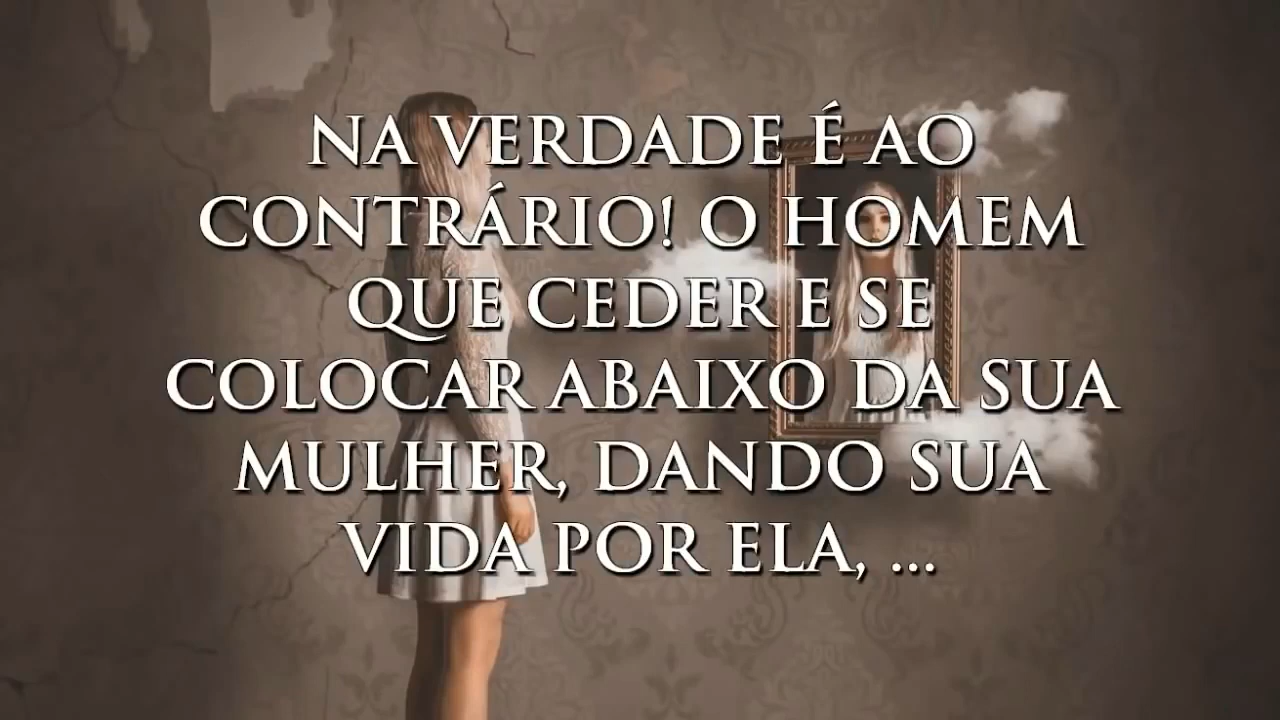 NA VERDADE É AO
CONTRÁRIO! O HOMEM
QUE CEDER E SE
COLOCAR ABAIXO DA SUA
MULHER, DANDO SUA
VIDA POR ELA, ...